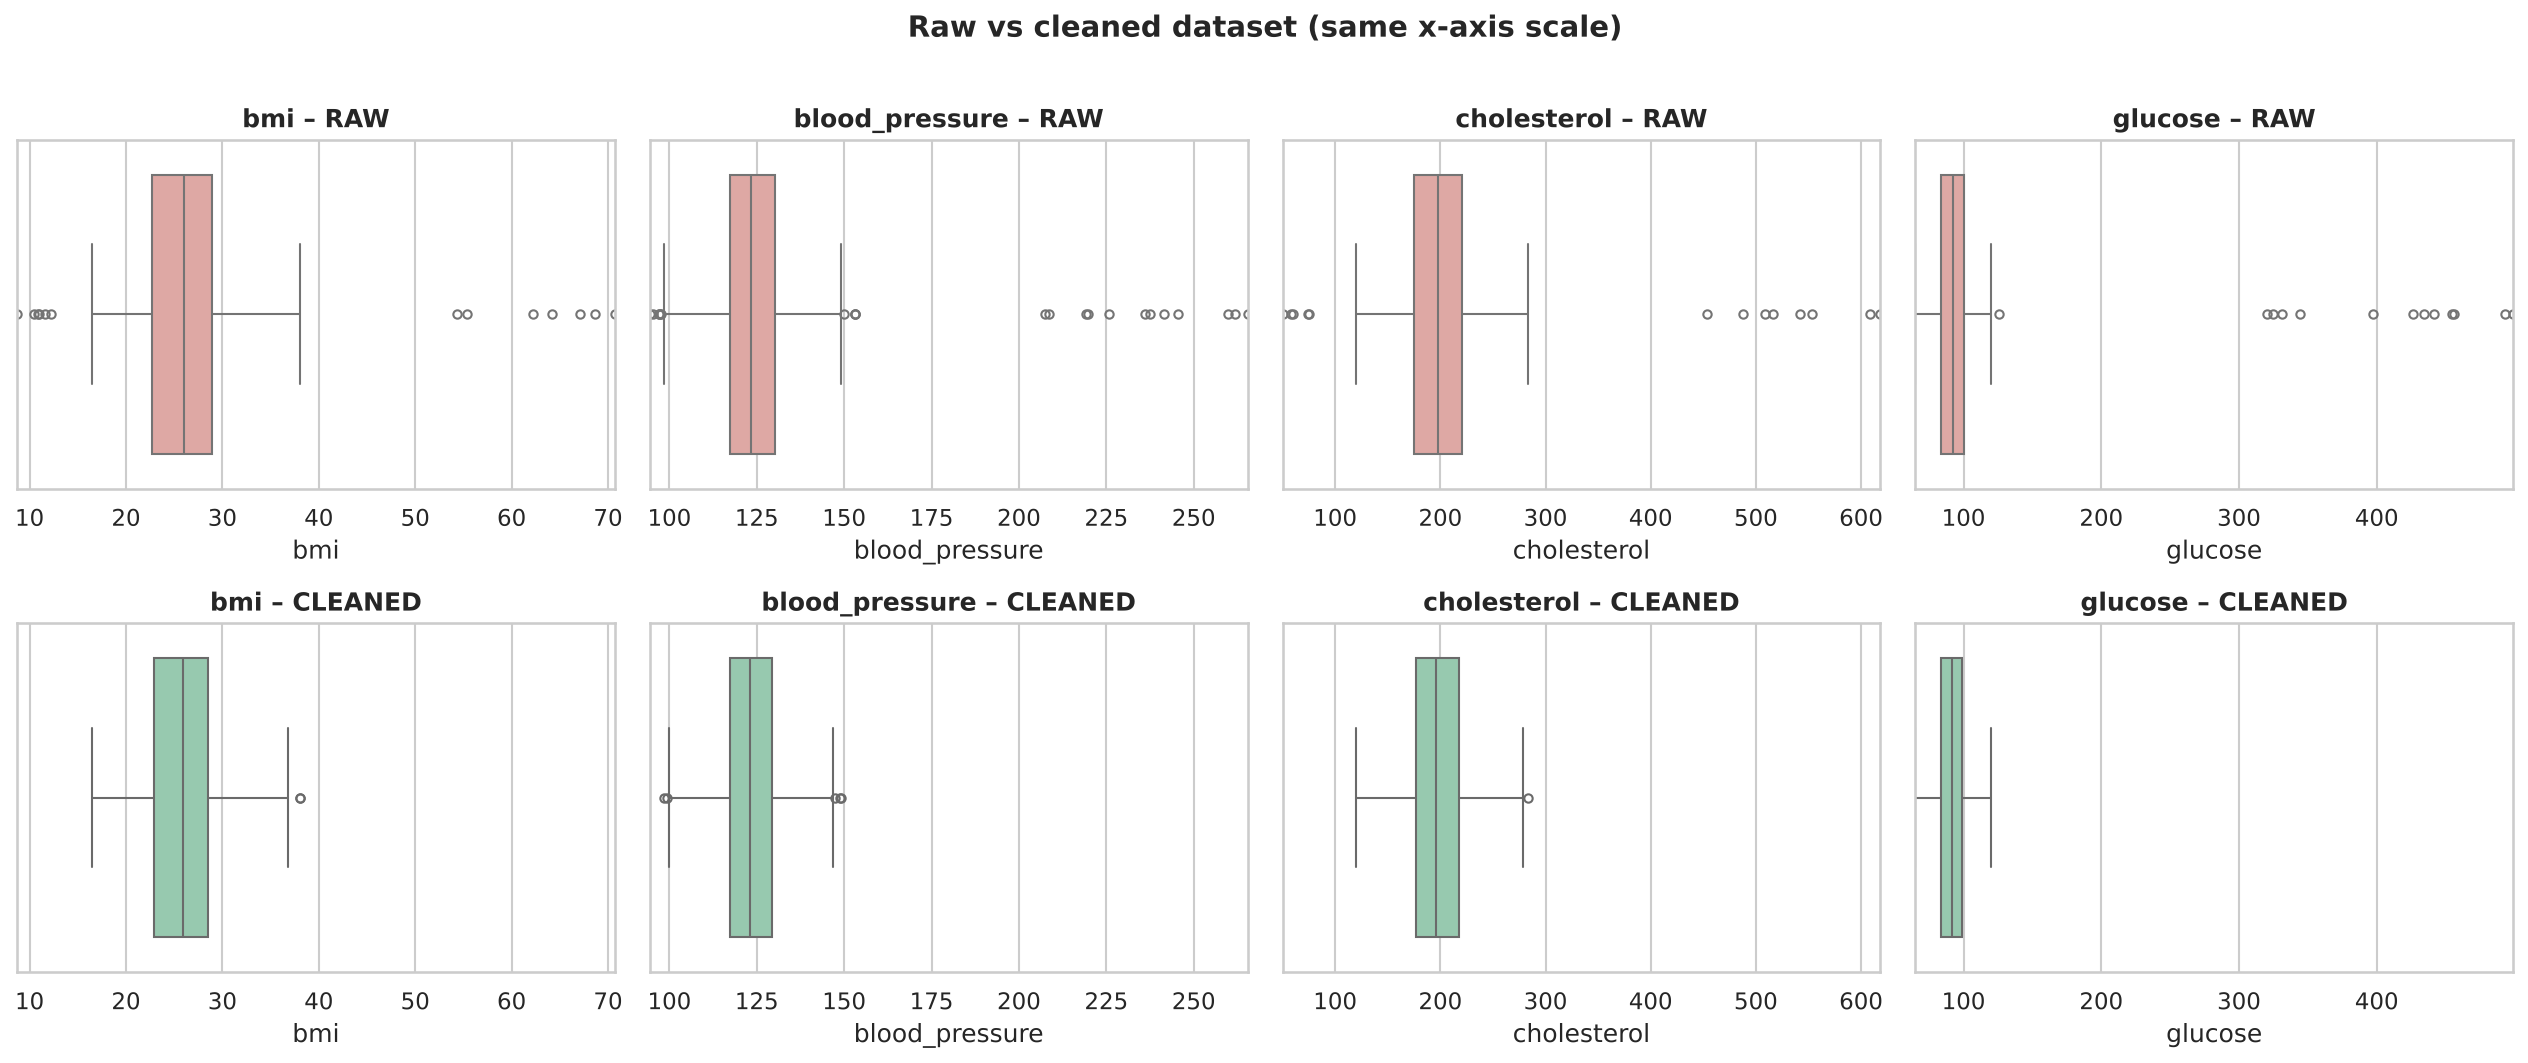 Raw vs cleaned dataset (same x-axis scale)
bmi – RAW
10 20 30 40 50 60 70
bmi
blood_pressure – RAW
100 125 150 175 200 225 250
blood_pressure
cholesterol – RAW
100 200 300 400 500 600
cholesterol
glucose – RAW
100 200 300 400
glucose
bmi – CLEANED
10 20 30 40 50 60 70
bmi
blood_pressure – CLEANED
100 125 150 175 200 225 250
blood_pressure
cholesterol – CLEANED
100 200 300 400 500 600
cholesterol
glucose – CLEANED
100 200 300 400
glucose